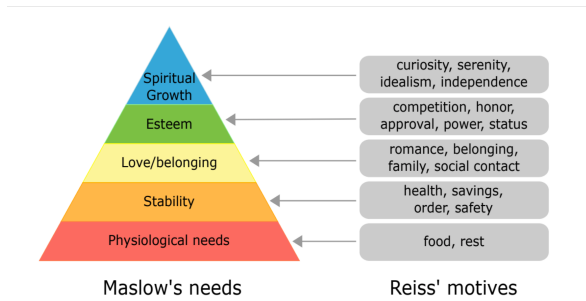 Spiritual
Growth
curiosity, serenity,
idealism, independence
Esteem
competition, honor,
approval, power, status
Love/belonging
romance, belonging,
family, social contact
Stability
health, savings,
order, safety
Physiological needs
food, rest
Maslow's needs
Reiss' motives